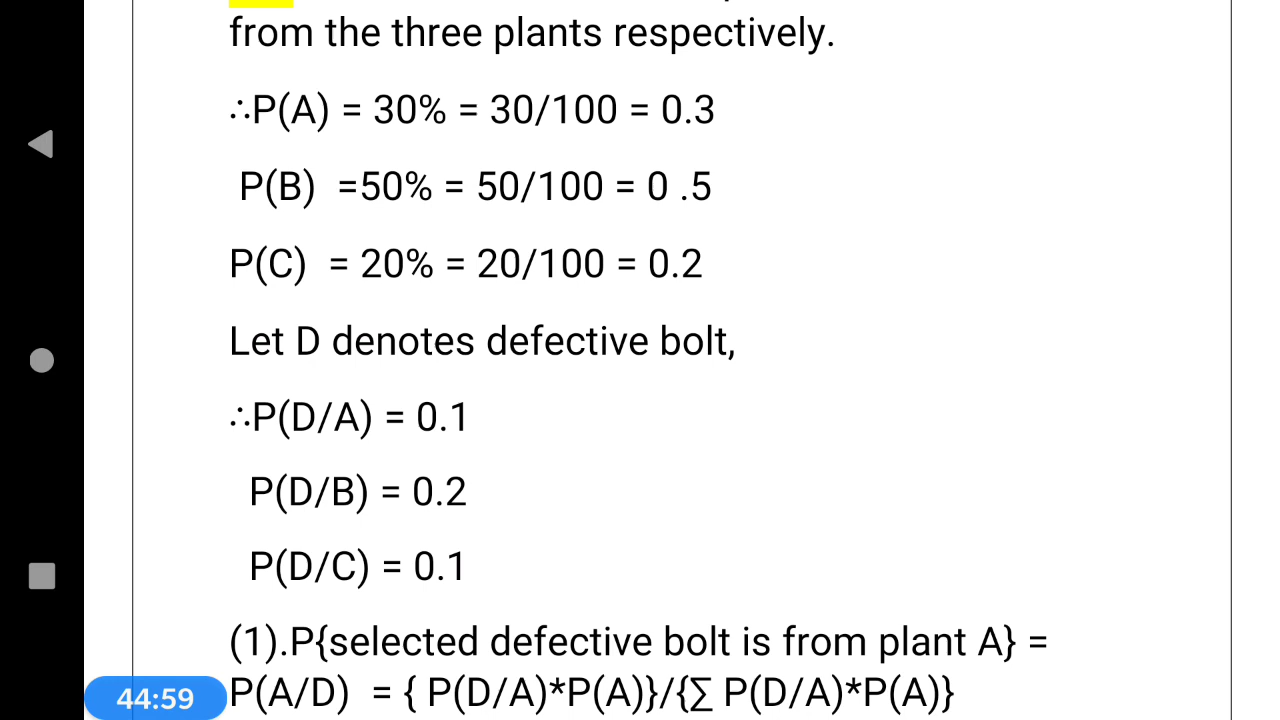 from the three plants respectively.
∴P(A) = 30% = 30/100 = 0.3
P(B) =50% = 50/100 = 0 .5
P(C) = 20% = 20/100 = 0.2
Let D denotes defective bolt,
∴P(D/A) = 0.1
P(D/B) = 0.2
P(D/C) = 0.1
(1).P{selected defective bolt is from plant A} =
P(A/D) = { P(D/A)*P(A)}/{∑ P(D/A)*P(A)}
44:59